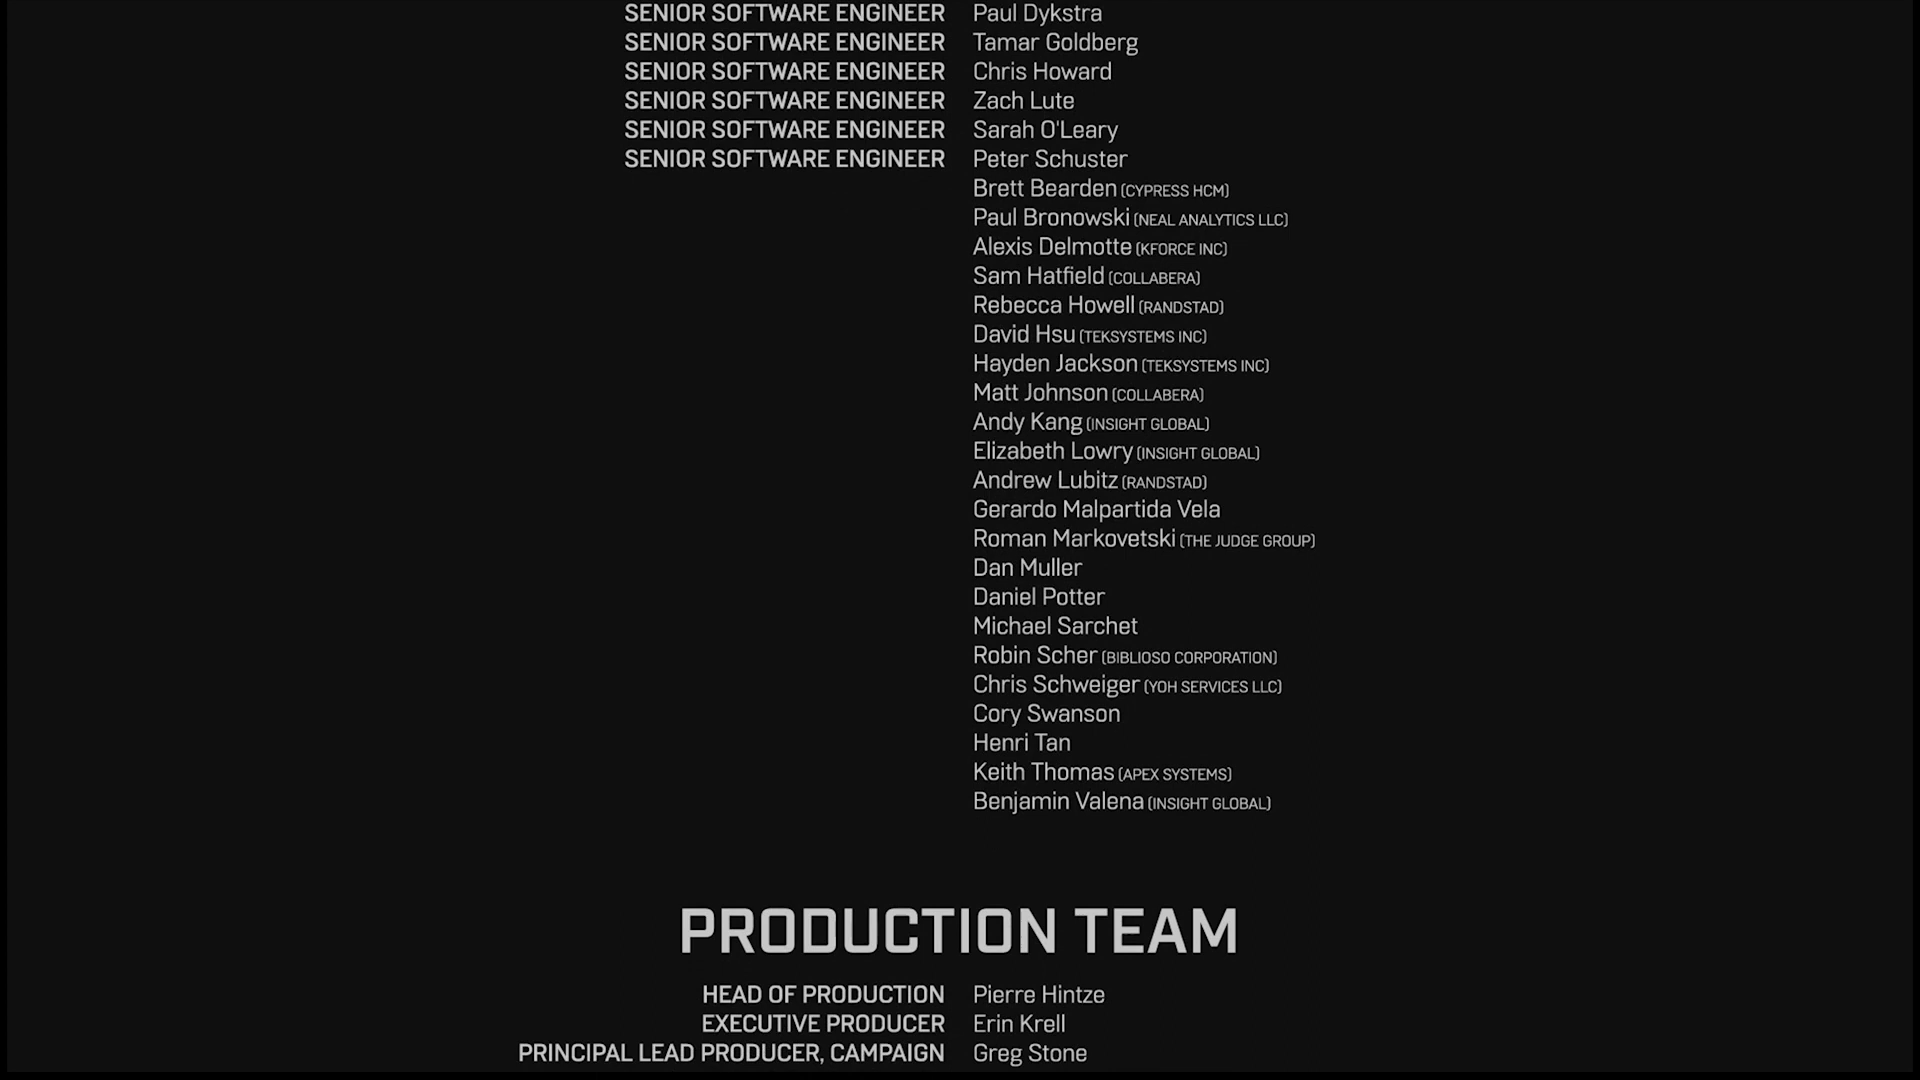 SENIOR SOFTWARE ENGINEER Paul Dykstra
SENIOR SOFTWARE ENGINEER Tamar Goldberg
SENIOR SOFTWARE ENGINEER Chris Howard
SENIOR SOFTWARE ENGINEER Zach Lute
SENIOR SOFTWARE ENGINEER Sarah O'Leary
SENIOR SOFTWARE ENGINEER Peter Schuster
Brett Bearden (CYPRESS HCM)
Paul Bronowski (NEAL ANALYTICS LLC)
Alexis Delmotte (KFORCE INC)
Sam Hatfield (COLLABERA)
Rebecca Howell (RANDSTAD)
David Hsu (TEKSYSTEMS INC)
Hayden Jackson (TEKSYSTEMS INC)
Matt Johnson (COLLABERA)
Andy Kang (INSIGHT GLOBAL)
Elizabeth Lowry (INSIGHT GLOBAL)
Andrew Lubitz (RANDSTAD)
Gerardo Malpartida Vela
Roman Markovetski (THE JUDGE GROUP)
Dan Muller
Daniel Potter
Michael Sarchet
Robin Scher (BIBLIOSO CORPORATION)
Chris Schweiger (YOH SERVICES LLC)
Cory Swanson
Henri Tan
Keith Thomas (APEX SYSTEMS)
Benjamin Valena (INSIGHT GLOBAL)
PRODUCTION TEAM
HEAD OF PRODUCTION Pierre Hintze
EXECUTIVE PRODUCER Erin Krell
PRINCIPAL LEAD PRODUCER, CAMPAIGN Greg Stone